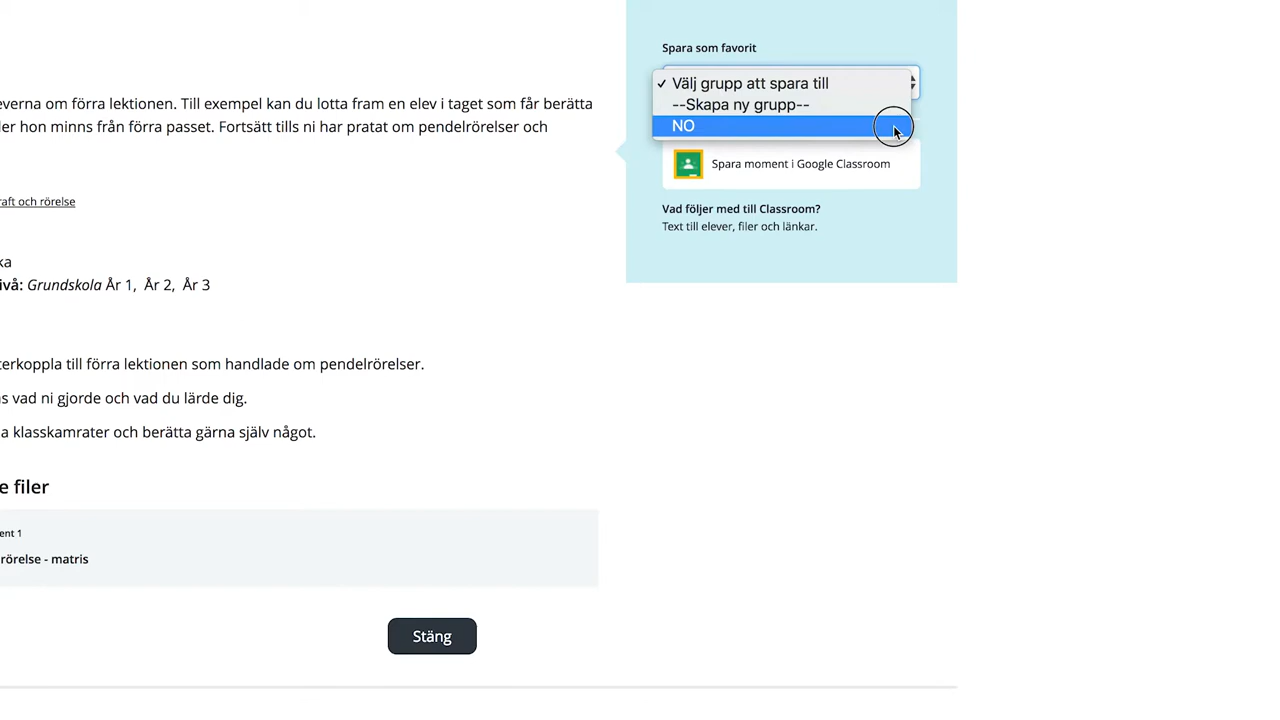 Spara som favorit
✓ Välj grupp att spara till
--Skapa ny grupp--
NO
Spara moment i Google Classroom
Vad följer med till Classroom?
Text till elever, filer och länkar.
everna om förra lektionen. Till exempel kan du lotta fram en elev i taget som får berätta
ler hon minns från förra passet. Fortsätt tills ni har pratat om pendelrörelser och
raft och rörelse
ka
ivå: Grundskola År 1, År 2, År 3
terkoppla till förra lektionen som handlade om pendelrörelser.
s vad ni gjorde och vad du lärde dig.
a klasskamrater och berätta gärna själv något.
e filer
ent 1
rörelse - matris
Stäng